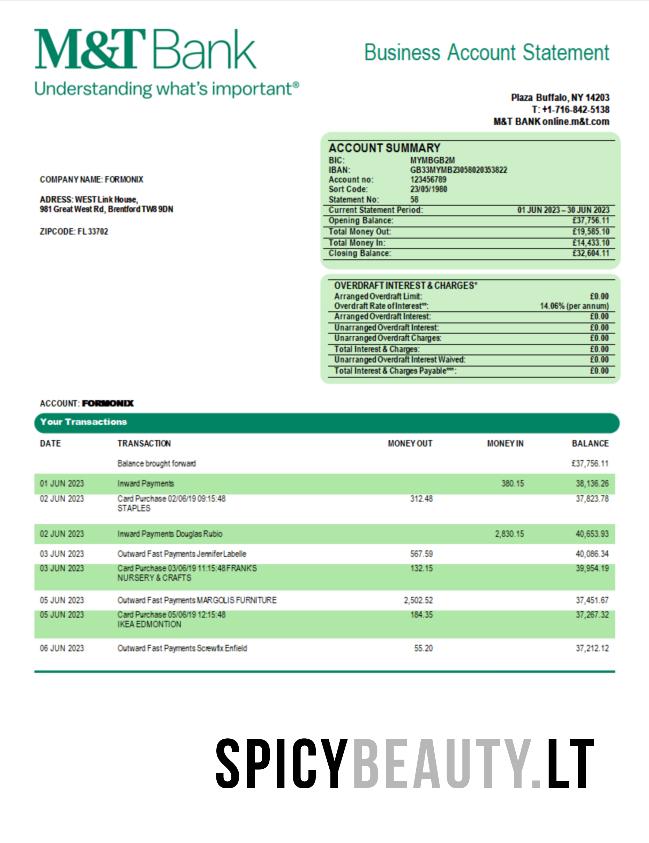 M&T Bank
Understanding what's important®
Business Account Statement
Plaza Buffalo, NY 14203
T: +1-716-842-5138
M&T BANK online.m&t.com
COMPANY NAME: FORMONIX
ADRESS: WEST Link House,
981 Great West Rd, Brentford TW8 9DN
ZIPCODE: FL 33702
ACCOUNT SUMMARY
BIC: MYMBGB2M
IBAN: GB33MYMB23058020353822
Account no: 123456789
Sort Code: 23/05/1980
Statement No: 58
Current Statement Period: 01 JUN 2023 – 30 JUN 2023
Opening Balance: £37,756.11
Total Money Out: £19,585.10
Total Money In: £14,433.10
Closing Balance: £32,604.11
OVERDRAFT INTEREST & CHARGES*
Arranged Overdraft Limit: £0.00
Overdraft Rate of Interest**: 14.06% (per annum)
Arranged Overdraft Interest: £0.00
Unarranged Overdraft Interest: £0.00
Unarranged Overdraft Charges: £0.00
Total Interest & Charges: £0.00
Unarranged Overdraft Interest Waived: £0.00
Total Interest & Charges Payable***: £0.00
ACCOUNT: FORMONIX
Your Transactions
DATE TRANSACTION MONEY OUT MONEY IN BALANCE
Balance brought forward £37,756.11
01 JUN 2023 Inward Payments 380.15 38,136.26
02 JUN 2023 Card Purchase 02/06/19 09:15:48 312.48 37,823.78
STAPLES
02 JUN 2023 Inward Payments Douglas Rubio 2,830.15 40,653.93
03 JUN 2023 Outward Fast Payments Jennifer Labelle 567.59 40,086.34
03 JUN 2023 Card Purchase 03/06/19 11:15:48 FRANKS 132.15 39,954.19
NURSERY & CRAFTS
05 JUN 2023 Outward Fast Payments MARGOLIS FURNITURE 2,502.52 37,451.67
05 JUN 2023 Card Purchase 05/06/19 12:15:48 184.35 37,267.32
IKEA EDMONTION
06 JUN 2023 Outward Fast Payments Screwfix Enfield 55.20 37,212.12
SPICYBEAUTY.LT